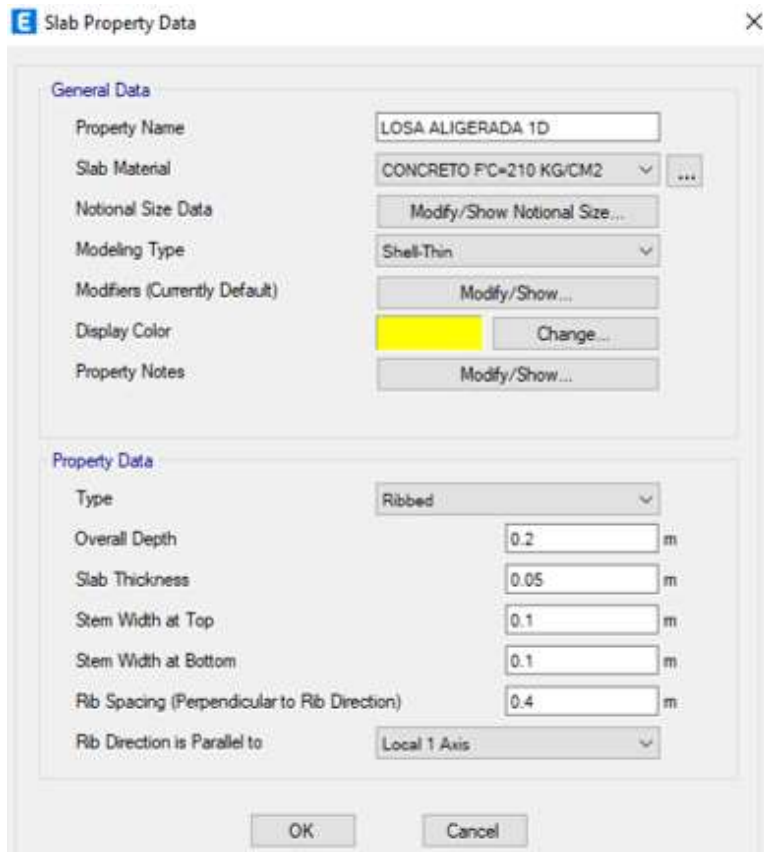 E Slab Property Data
General Data
Property Name LOSA ALIGERADA 1D
Slab Material CONCRETO F'C=210 KG/CM2 ...
Notional Size Data Modify/Show Notional Size...
Modeling Type Shell-Thin
Modifiers (Currently Default) Modify/Show...
Display Color Change...
Property Notes Modify/Show...
Property Data
Type Ribbed
Overall Depth 0.2 m
Slab Thickness 0.05 m
Stem Width at Top 0.1 m
Stem Width at Bottom 0.1 m
Rib Spacing (Perpendicular to Rib Direction) 0.4 m
Rib Direction is Parallel to Local 1 Axis
OK Cancel